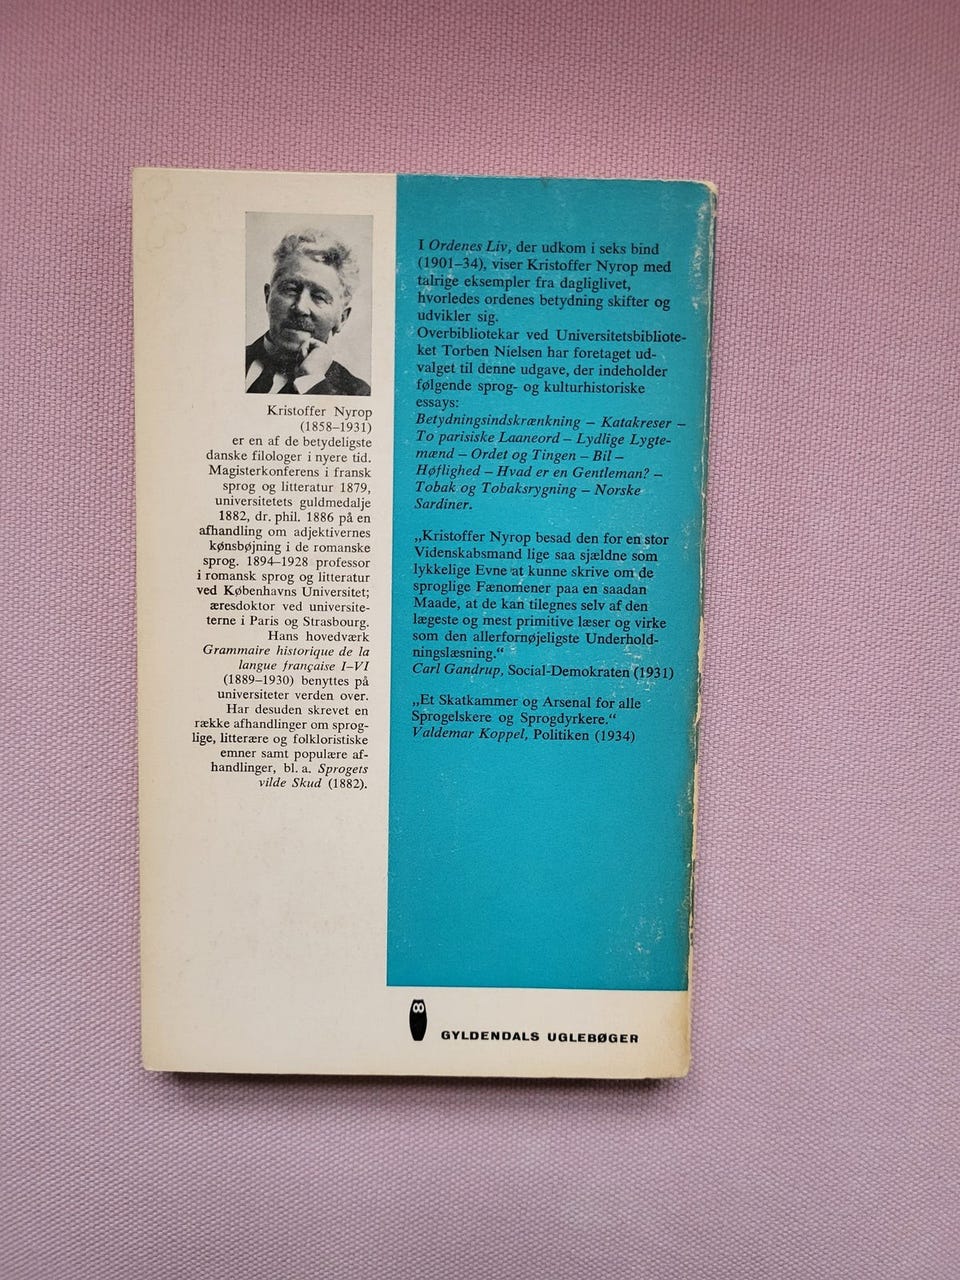 Kristoffer Nyrop
(1858–1931)
er en af de betydeligste
danske filologer i nyere tid.
Magisterkonferens i fransk
sprog og litteratur 1879,
universitetets guldmedalje
1882, dr. phil. 1886 på en
afhandling om adjektivernes
kønsbøjning i de romanske
sprog. 1894–1928 professor
i romansk sprog og litteratur
ved Københavns Universitet;
æresdoktor ved universite-
terne i Paris og Strasbourg.
Hans hovedværk
Grammaire historique de la
langue française I–VI
(1889–1930) benyttes på
universiteter verden over.
Har desuden skrevet en
række afhandlinger om sprog-
lige, litterære og folkloristiske
emner samt populære af-
handlinger, bl. a. Sprogets
vilde Skud (1882).
I Ordenes Liv, der udkom i seks bind
(1901–34), viser Kristoffer Nyrop med
talrige eksempler fra dagliglivet,
hvorledes ordenes betydning skifter og
udvikler sig.
Overbibliotekar ved Universitetsbibliote-
ket Torben Nielsen har foretaget ud-
valget til denne udgave, der indeholder
følgende sprog- og kulturhistoriske
essays:
Betydningsindskrænkning – Katakreser –
To parisiske Laaneord – Lydlige Lygte-
mænd – Ordet og Tingen – Bil –
Høflighed – Hvad er en Gentleman? –
Tobak og Tobaksrygning – Norske
Sardiner.
„Kristoffer Nyrop besad den for en stor
Videnskabsmand lige saa sjældne som
lykkelige Evne at kunne skrive om de
sproglige Fænomener paa en saadan
Maade, at de kan tilegnes selv af den
lægeste og mest primitive læser og virke
som den allerfornøjeligste Underhold-
ningslæsning.“
Carl Gandrup, Social-Demokraten (1931)
„Et Skatkammer og Arsenal for alle
Sprogelskere og Sprogdyrkere.“
Valdemar Koppel, Politiken (1934)
GYLDENDALS UGLEBØGER